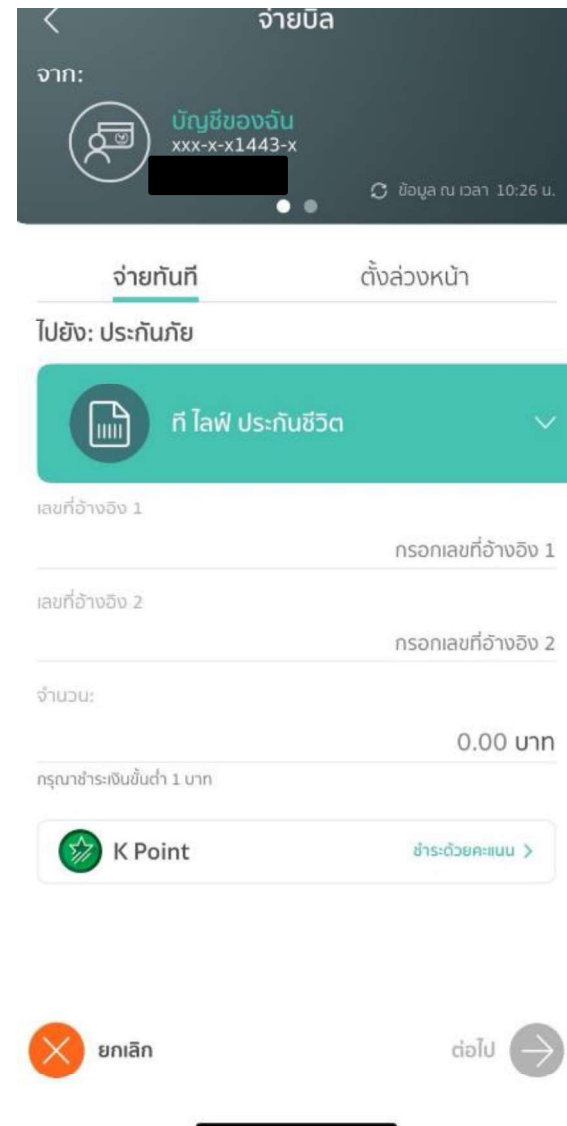 จ่ายบิล
จาก:
บัญชีของฉัน
xxx-x-x1443-x
ข้อมูล ณ เวลา 10:26 น.
จ่ายทันที ตั้งล่วงหน้า
ไปยัง: ประกันภัย
ที ไลฟ์ ประกันชีวิต
เลขที่อ้างอิง 1
กรอกเลขที่อ้างอิง 1
เลขที่อ้างอิง 2
กรอกเลขที่อ้างอิง 2
จำนวน:
0.00 บาท
กรุณาชำระเงินขั้นต่ำ 1 บาท
K Point ชำระด้วยคะแนน >
ยกเลิก ต่อไป